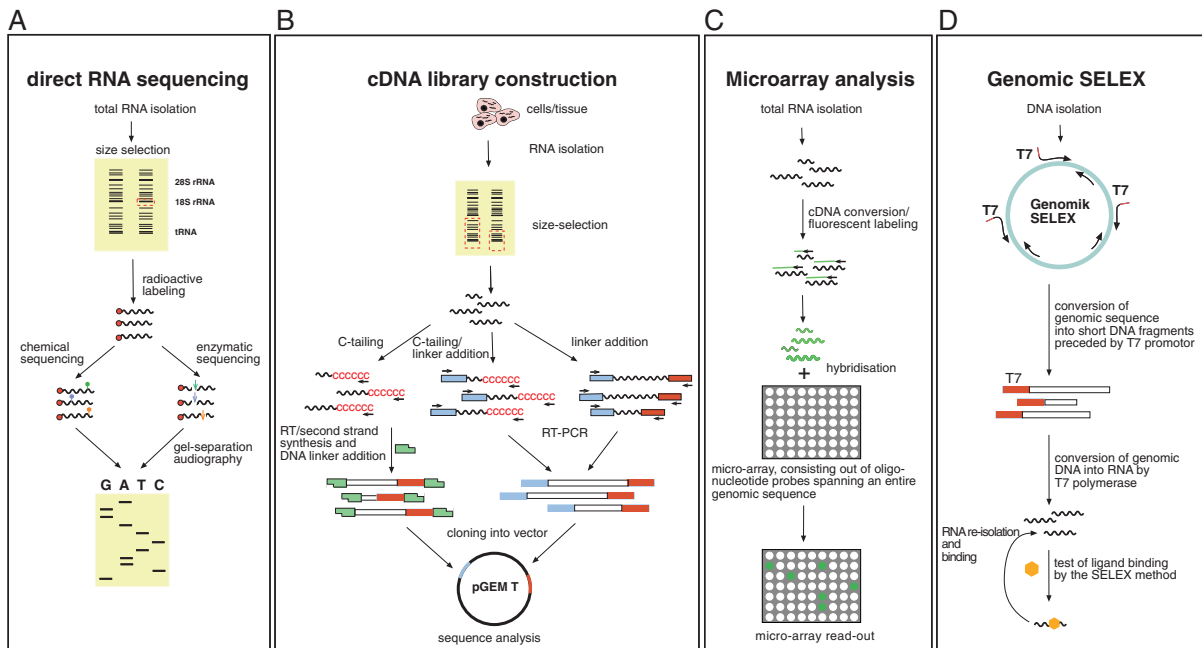 A
direct RNA sequencing
total RNA isolation
size selection
28S rRNA
18S rRNA
tRNA
radioactive
labeling
chemical
sequencing
enzymatic
sequencing
gel-separation
audiography
G A T C
B
cDNA library construction
cells/tissue
RNA isolation
size-selection
C-tailing
C-tailing/
linker addition
linker addition
CCCCCC
CCCCCC
CCCCCC
CCCCCC
CCCCCC
CCCCCC
RT/second strand
synthesis and
DNA linker addition
RT-PCR
cloning into vector
pGEM T
sequence analysis
C
Microarray analysis
total RNA isolation
cDNA conversion/
fluorescent labeling
+
hybridisation
micro-array, consisting out of oligo-
nucleotide probes spanning an entire
genomic sequence
micro-array read-out
D
Genomic SELEX
DNA isolation
T7
T7
T7
Genomik
SELEX
conversion of
genomic sequence
into short DNA fragments
preceded by T7 promotor
T7
conversion of genomic
DNA into RNA by
T7 polymerase
RNA re-isolation
and
binding
test of ligand binding
by the SELEX method